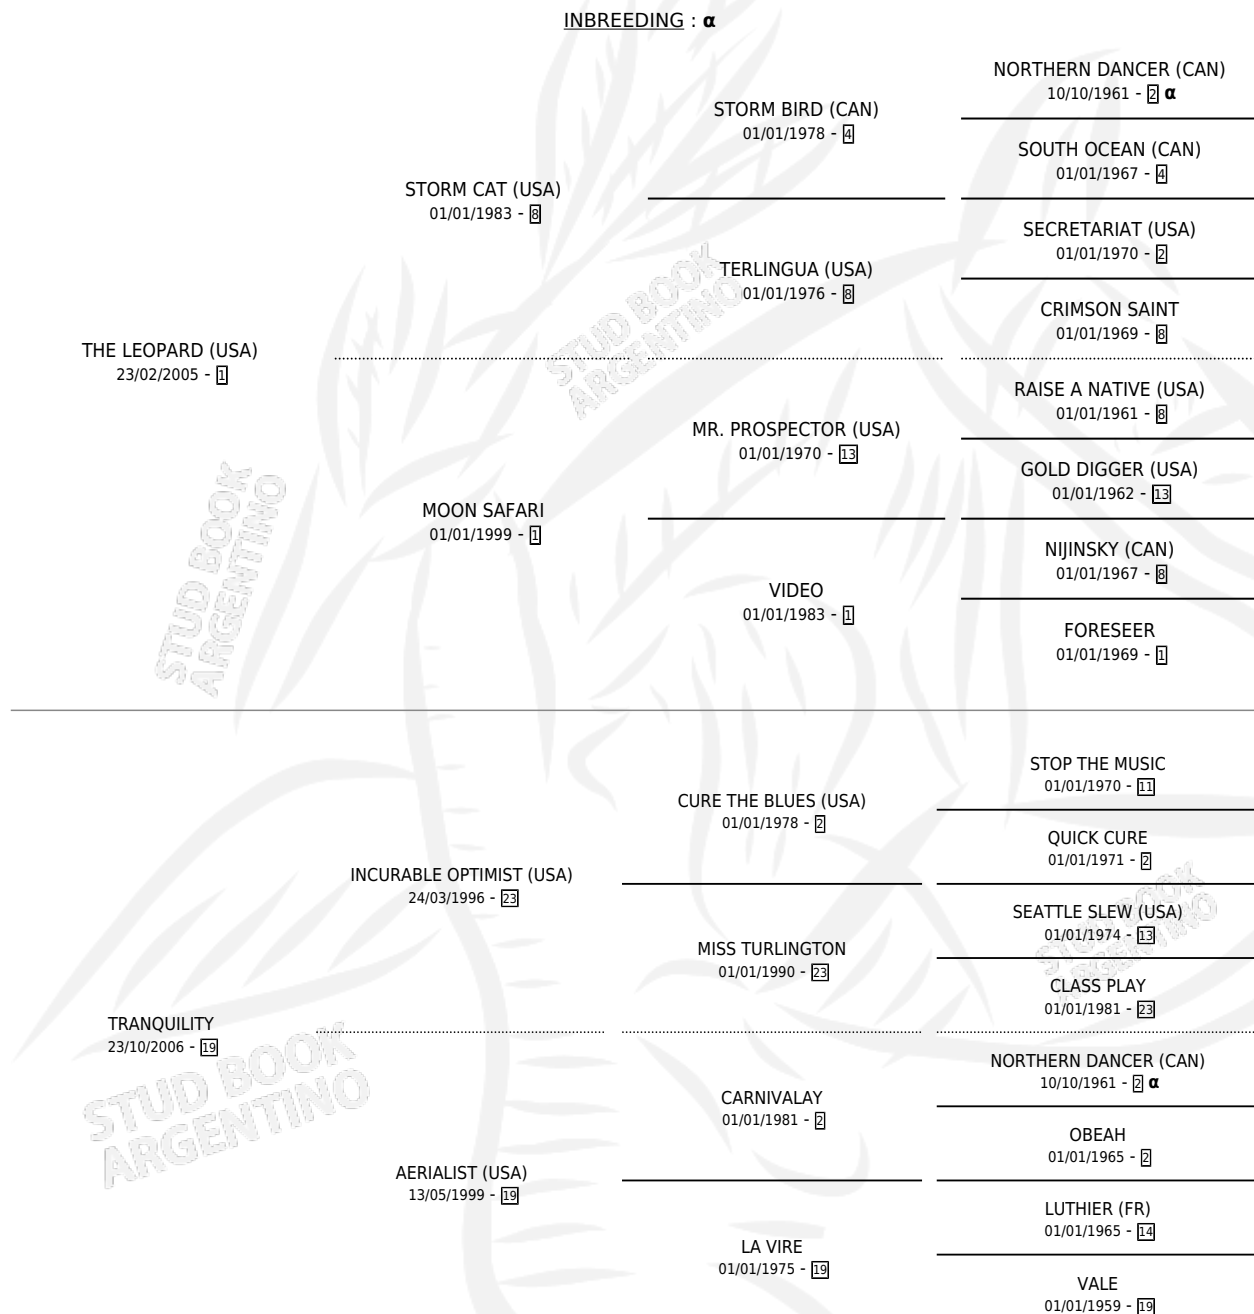 INBREEDING : α
NORTHERN DANCER (CAN)
10/10/1961 - 2 α
STORM BIRD (CAN)
01/01/1978 - 4
SOUTH OCEAN (CAN)
01/01/1967 - 4
STORM CAT (USA)
01/01/1983 - 8
SECRETARIAT (USA)
01/01/1970 - 2
TERLINGUA (USA)
01/01/1976 - 8
CRIMSON SAINT
01/01/1969 - 8
THE LEOPARD (USA)
23/02/2005 - 1
RAISE A NATIVE (USA)
01/01/1961 - 8
MR. PROSPECTOR (USA)
01/01/1970 - 13
GOLD DIGGER (USA)
01/01/1962 - 13
MOON SAFARI
01/01/1999 - 1
NIJINSKY (CAN)
01/01/1967 - 8
VIDEO
01/01/1983 - 1
FORESEER
01/01/1969 - 1
STOP THE MUSIC
01/01/1970 - 11
CURE THE BLUES (USA)
01/01/1978 - 2
QUICK CURE
01/01/1971 - 2
INCURABLE OPTIMIST (USA)
24/03/1996 - 23
SEATTLE SLEW (USA)
01/01/1974 - 13
MISS TURLINGTON
01/01/1990 - 23
CLASS PLAY
01/01/1981 - 23
TRANQUILITY
23/10/2006 - 19
NORTHERN DANCER (CAN)
10/10/1961 - 2 α
CARNIVALAY
01/01/1981 - 2
OBEAH
01/01/1965 - 2
AERIALIST (USA)
13/05/1999 - 19
LUTHIER (FR)
01/01/1965 - 14
LA VIRE
01/01/1975 - 19
VALE
01/01/1959 - 19
STUD BOOK
ARGENTINO
STUD BOOK
ARGENTINO
STUD BOOK
ARGENTINO
STUD BOOK
ARGENTINO